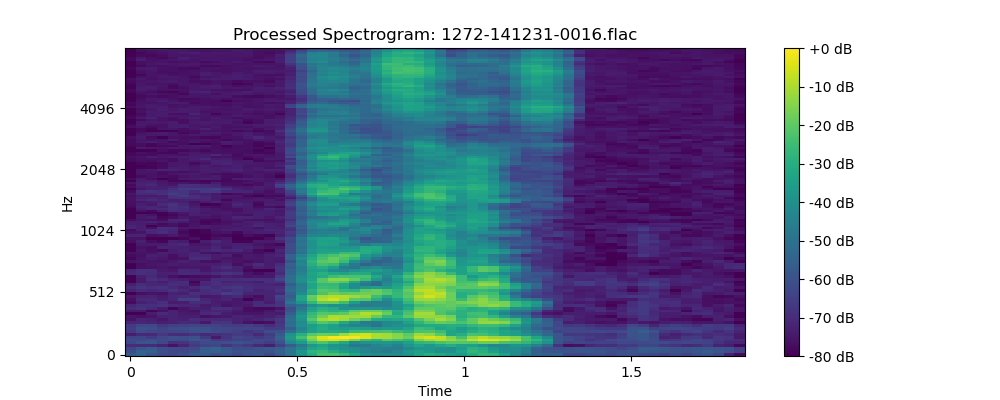 Processed Spectrogram: 1272-141231-0016.flac
Hz
4096
2048
1024
512
0
0
0.5
1
1.5
Time
+0 dB
-10 dB
-20 dB
-30 dB
-40 dB
-50 dB
-60 dB
-70 dB
-80 dB